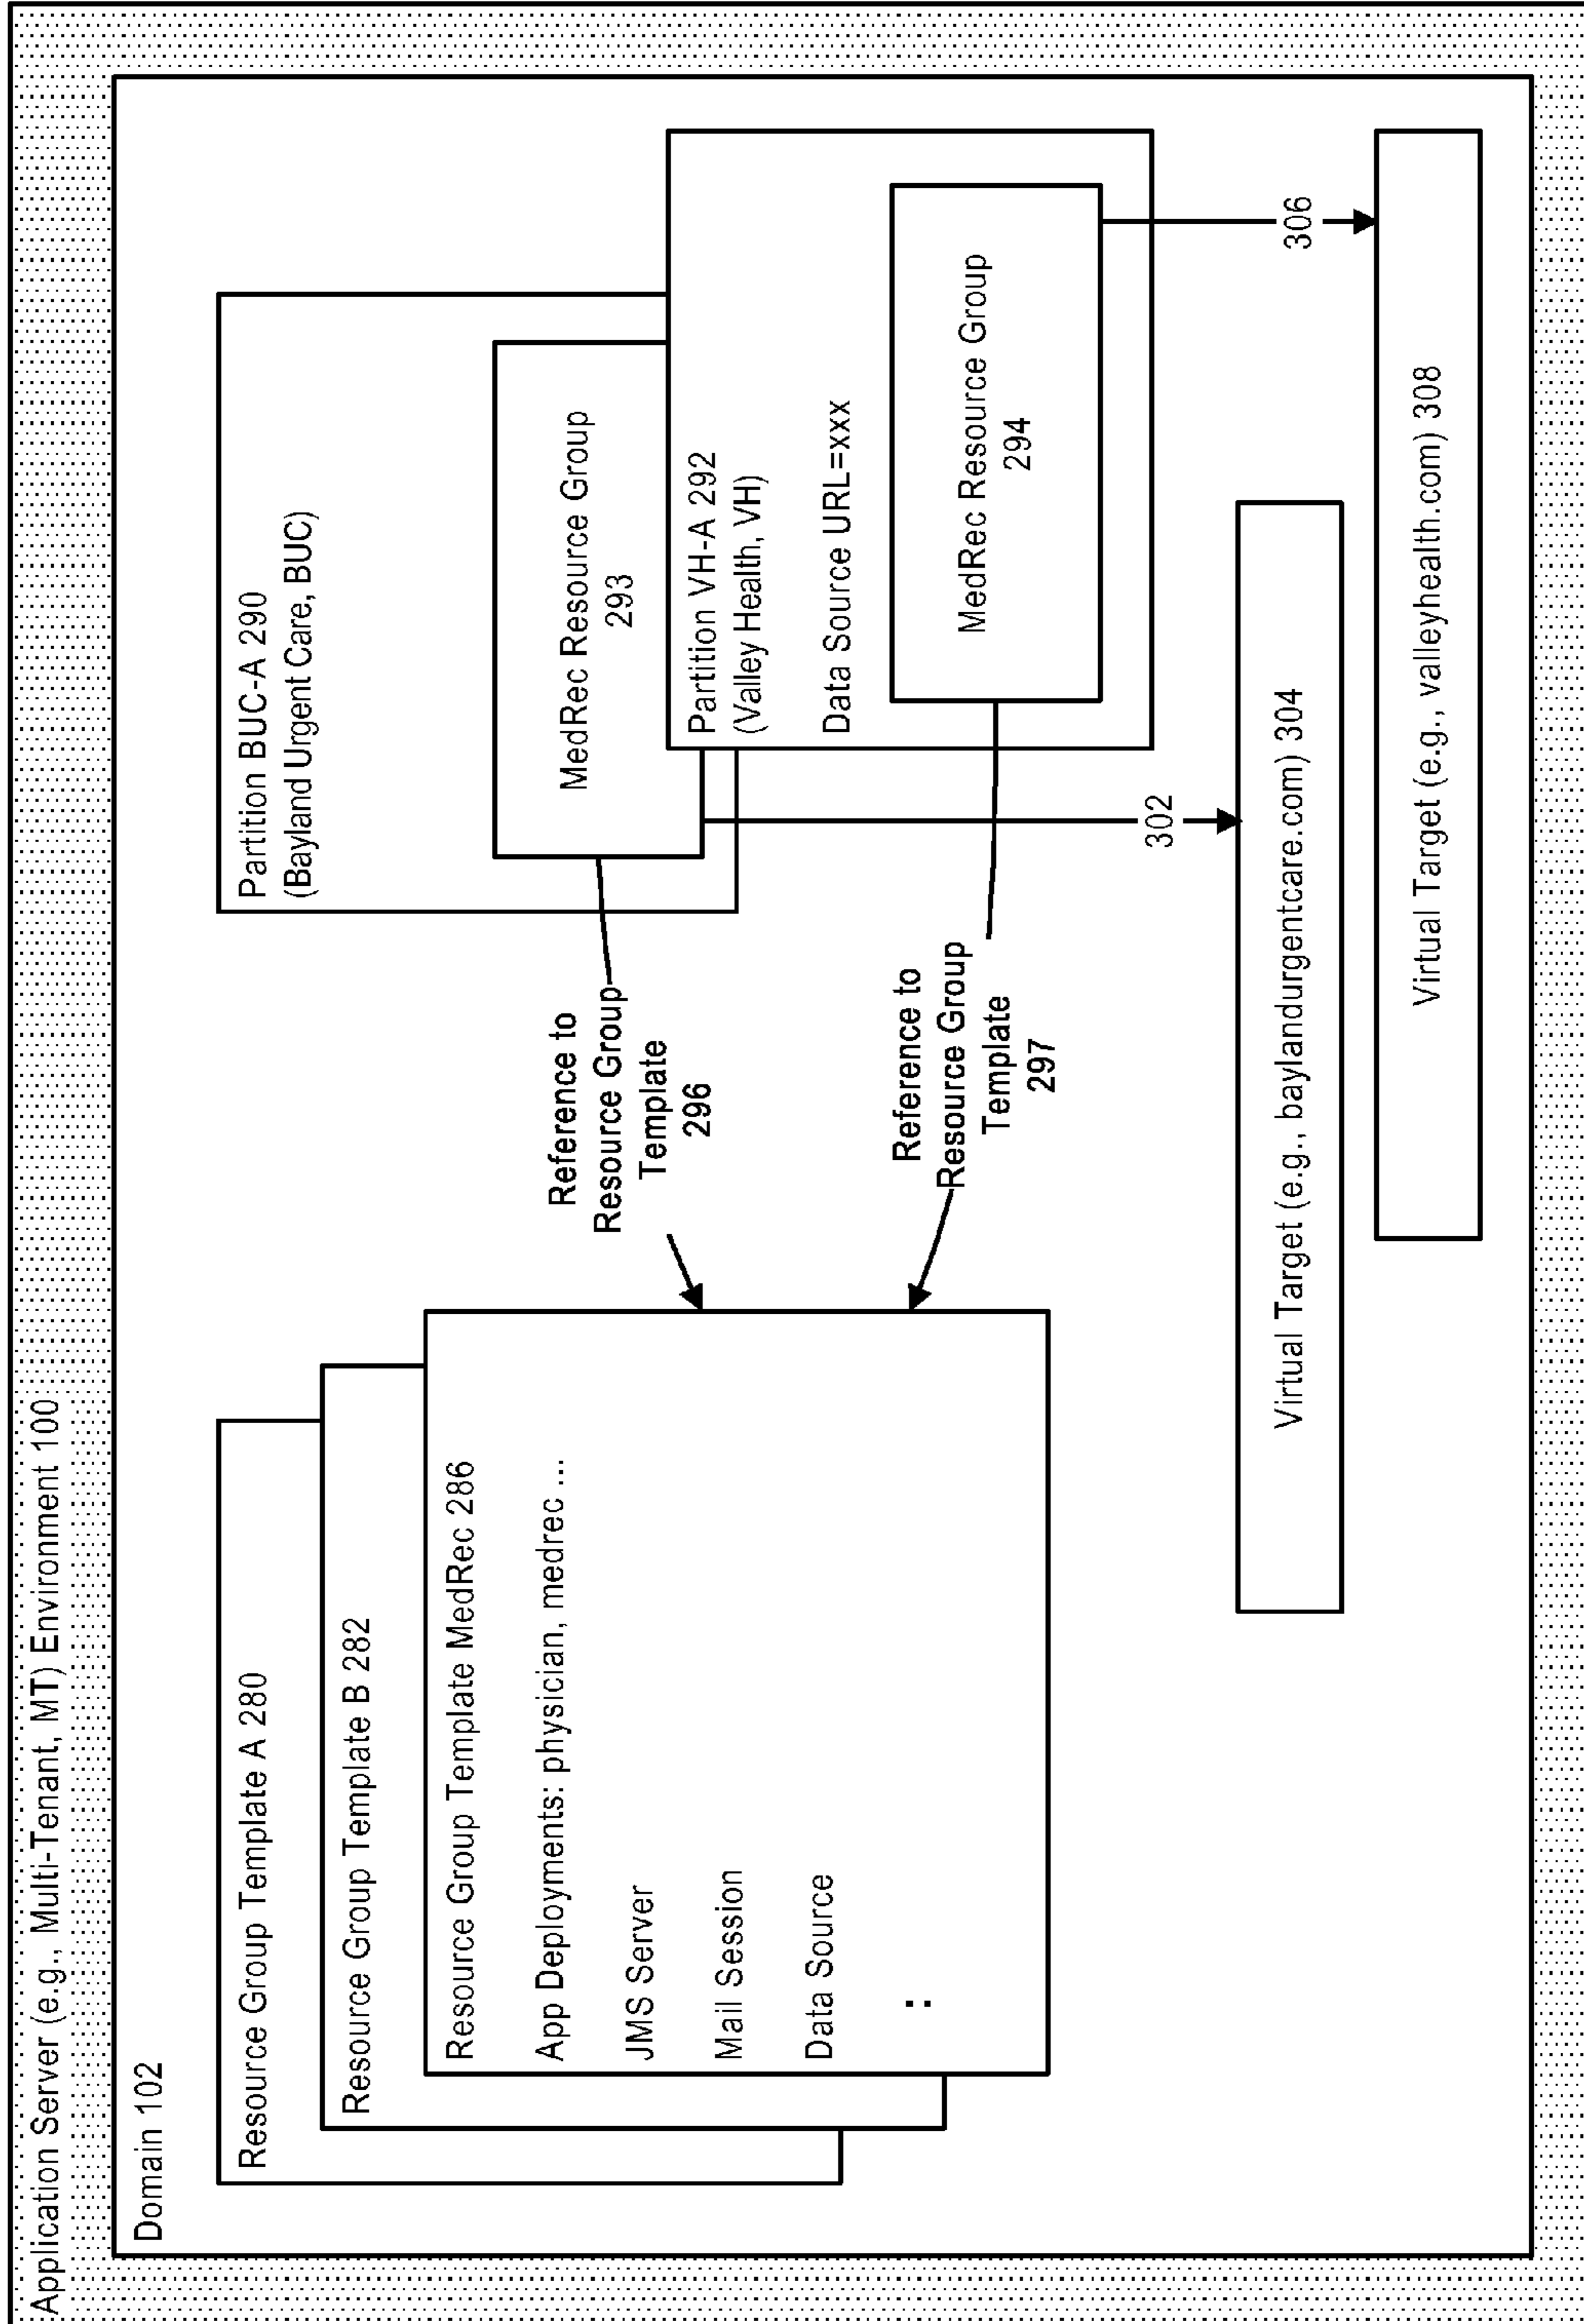 Application Server (e.g., Multi-Tenant, MT) Environment 100
Domain 102
Resource Group Template A 280
Resource Group Template B 282
Resource Group Template MedRec 286
App Deployments: physician, medrec ...
JMS Server
Mail Session
Data Source
:
Reference to
Resource Group
Template
296
Reference to
Resource Group
Template
297
Partition BUC-A 290
(Bayland Urgent Care, BUC)
MedRec Resource Group
293
Partition VH-A 292
(Valley Health, VH)
Data Source URL=xxx
MedRec Resource Group
294
302
306
Virtual Target (e.g., baylandurgentcare.com) 304
Virtual Target (e.g., valleyhealth.com) 308